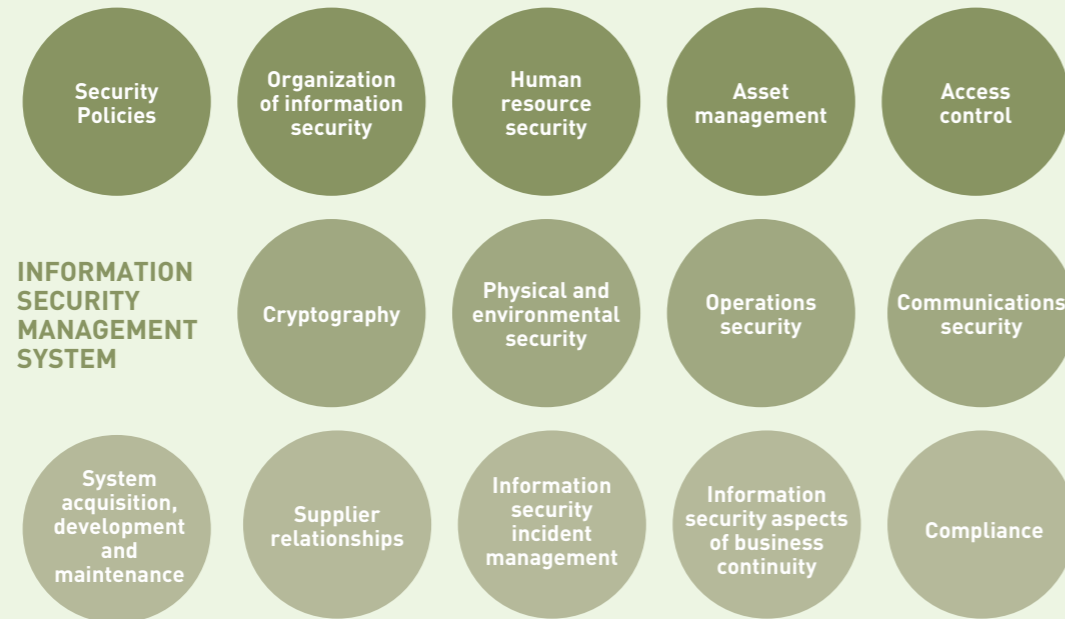 Security
Policies
Organization
of information
security
Human
resource
security
Asset
management
Access
control
INFORMATION
SECURITY
MANAGEMENT
SYSTEM
Cryptography
Physical and
environmental
security
Operations
security
Communications
security
System
acquisition,
development
and
maintenance
Supplier
relationships
Information
security
incident
management
Information
security aspects
of business
continuity
Compliance